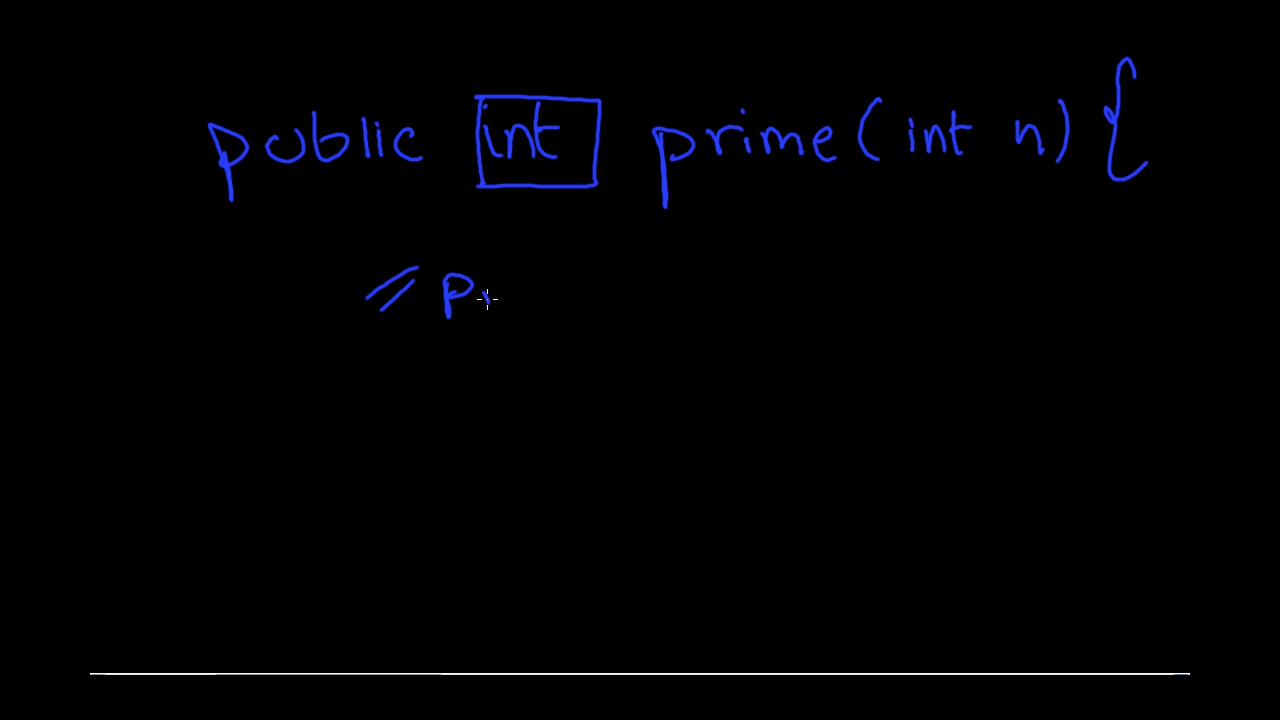 public int prime(int n) {
// p